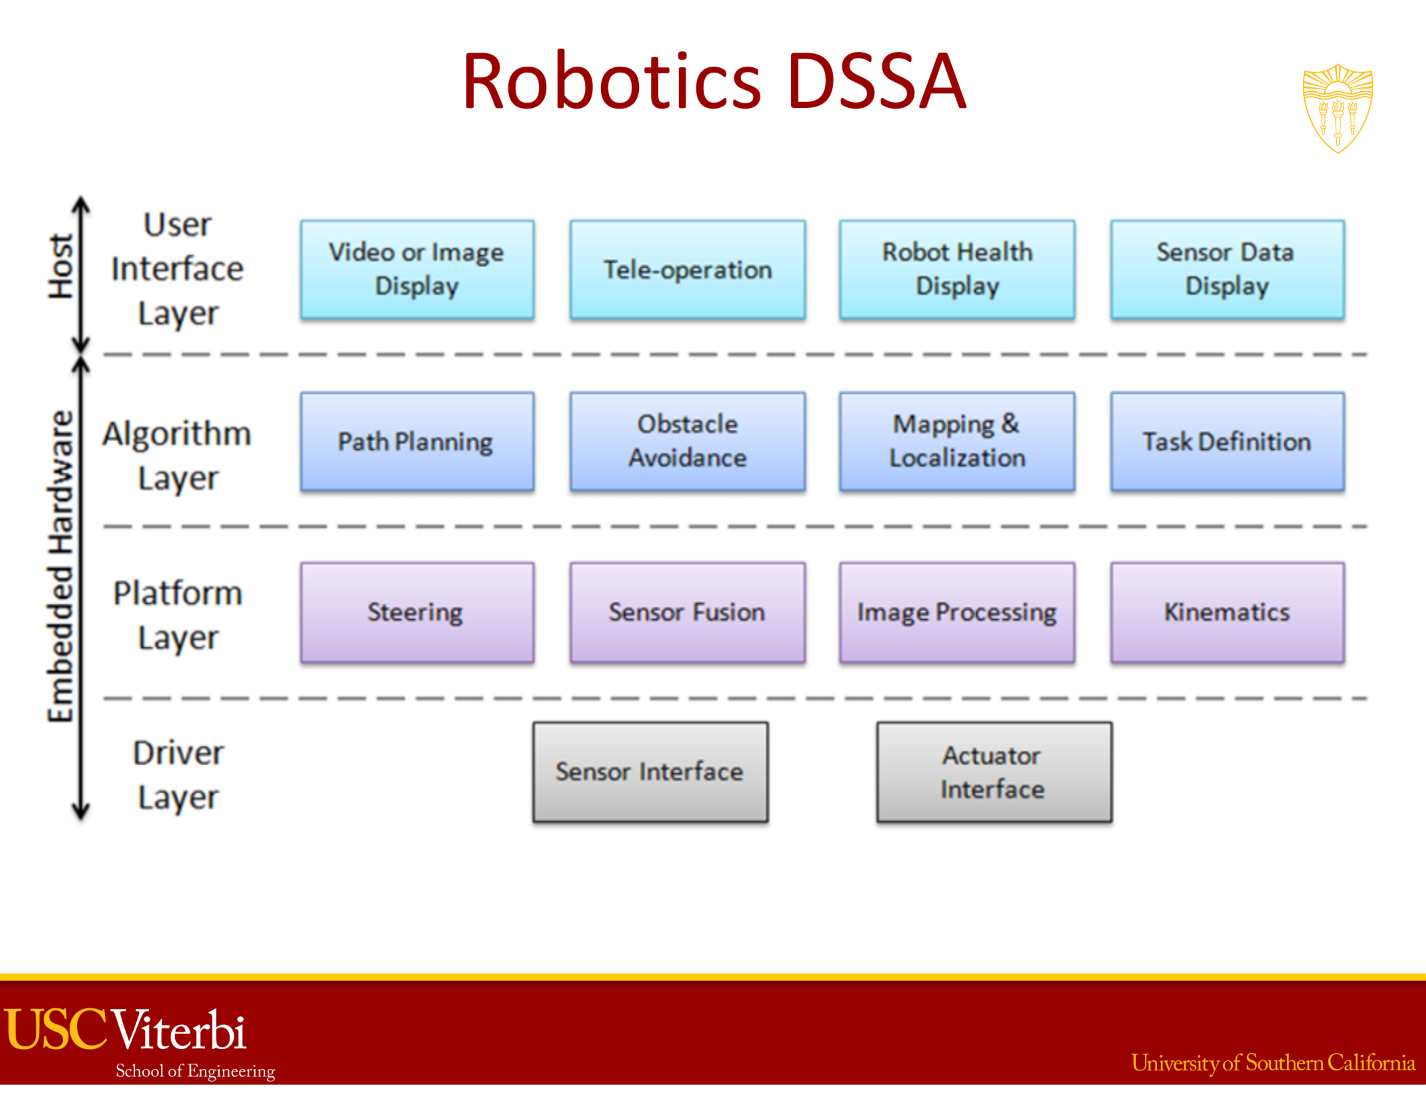 Robotics DSSA
Host
User
Interface
Layer
Video or Image
Display
Tele-operation
Robot Health
Display
Sensor Data
Display
Embedded Hardware
Algorithm
Layer
Path Planning
Obstacle
Avoidance
Mapping &
Localization
Task Definition
Platform
Layer
Steering
Sensor Fusion
Image Processing
Kinematics
Driver
Layer
Sensor Interface
Actuator
Interface
USC Viterbi
School of Engineering
University of Southern California